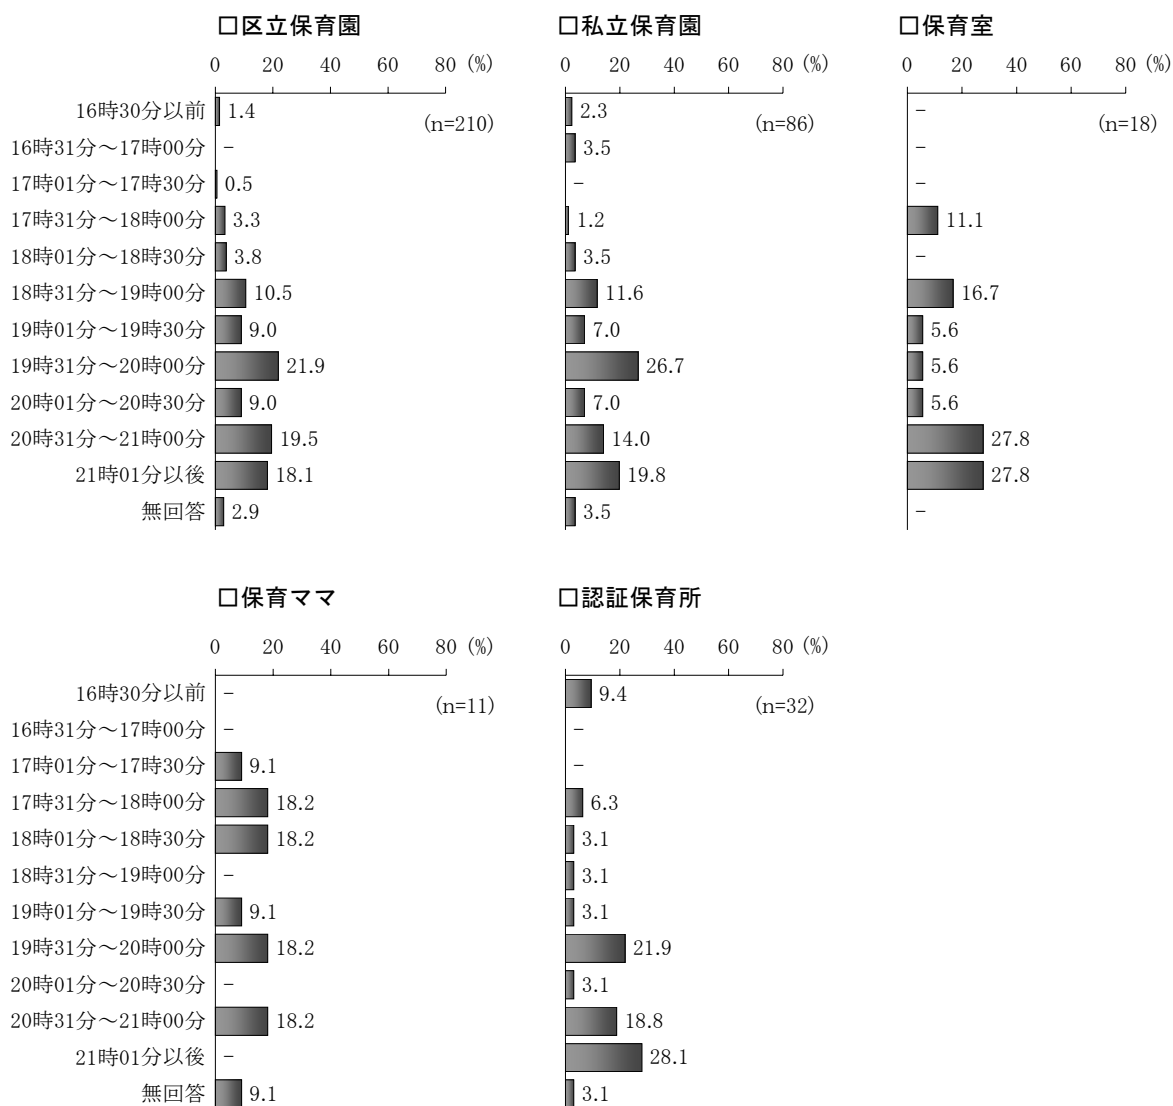 □区立保育園 □私立保育園 □保育室
0 20 40 60 80 (%) 0 20 40 60 80 (%) 0 20 40 60 80 (%)
(n=210) (n=86) (n=18)
16時30分以前 1.4 2.3 –
16時31分～17時00分 – 3.5 –
17時01分～17時30分 0.5 – –
17時31分～18時00分 3.3 1.2 11.1
18時01分～18時30分 3.8 3.5 –
18時31分～19時00分 10.5 11.6 16.7
19時01分～19時30分 9.0 7.0 5.6
19時31分～20時00分 21.9 26.7 5.6
20時01分～20時30分 9.0 7.0 5.6
20時31分～21時00分 19.5 14.0 27.8
21時01分以後 18.1 19.8 27.8
無回答 2.9 3.5 –
□保育ママ □認証保育所
0 20 40 60 80 (%) 0 20 40 60 80 (%)
(n=11) (n=32)
16時30分以前 – 9.4
16時31分～17時00分 – –
17時01分～17時30分 9.1 –
17時31分～18時00分 18.2 6.3
18時01分～18時30分 18.2 3.1
18時31分～19時00分 – 3.1
19時01分～19時30分 9.1 3.1
19時31分～20時00分 18.2 21.9
20時01分～20時30分 – 3.1
20時31分～21時00分 18.2 18.8
21時01分以後 – 28.1
無回答 9.1 3.1